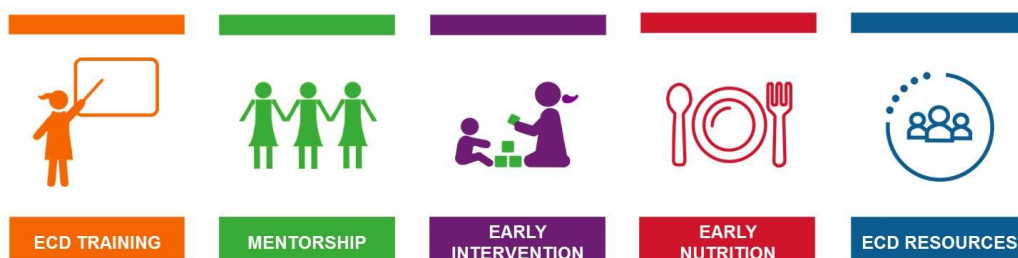 ECD TRAINING
MENTORSHIP
EARLY
INTERVENTION
EARLY
NUTRITION
ECD RESOURCES